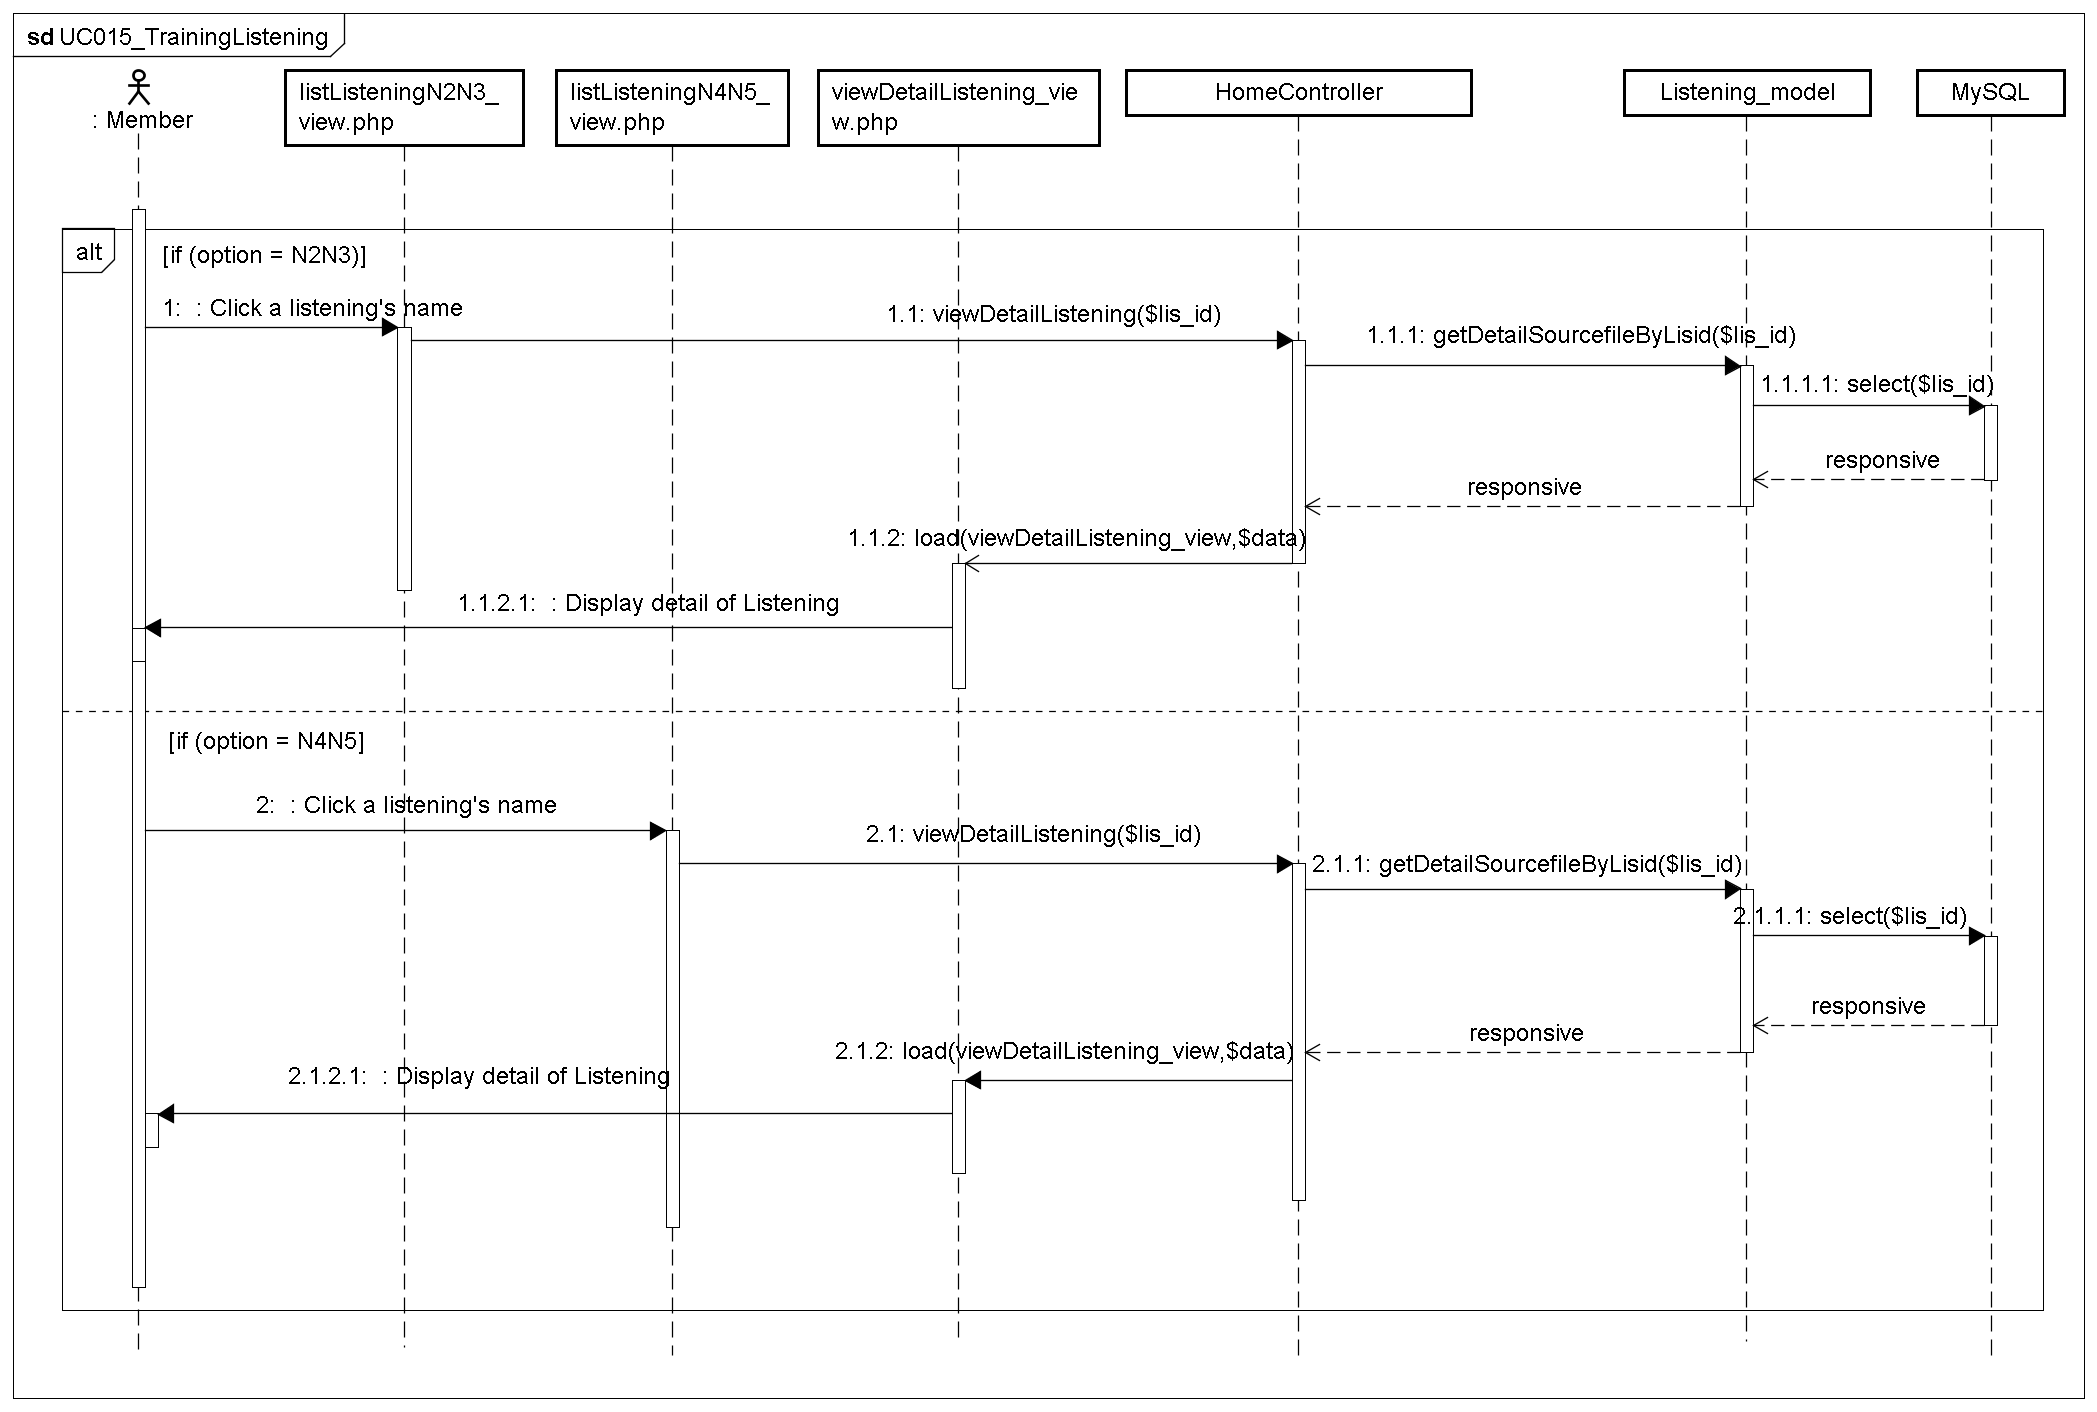 sd UC015_TrainingListening
: Member
listListeningN2N3_
view.php
listListeningN4N5_
view.php
viewDetailListening_vie
w.php
HomeController
Listening_model
MySQL
alt
[if (option = N2N3)]
1:  : Click a listening's name
1.1: viewDetailListening($lis_id)
1.1.1: getDetailSourcefileByLisid($lis_id)
1.1.1.1: select($lis_id)
responsive
responsive
1.1.2: load(viewDetailListening_view,$data)
1.1.2.1:  : Display detail of Listening
[if (option = N4N5]
2:  : Click a listening's name
2.1: viewDetailListening($lis_id)
2.1.1: getDetailSourcefileByLisid($lis_id)
2.1.1.1: select($lis_id)
responsive
responsive
2.1.2: load(viewDetailListening_view,$data)
2.1.2.1:  : Display detail of Listening